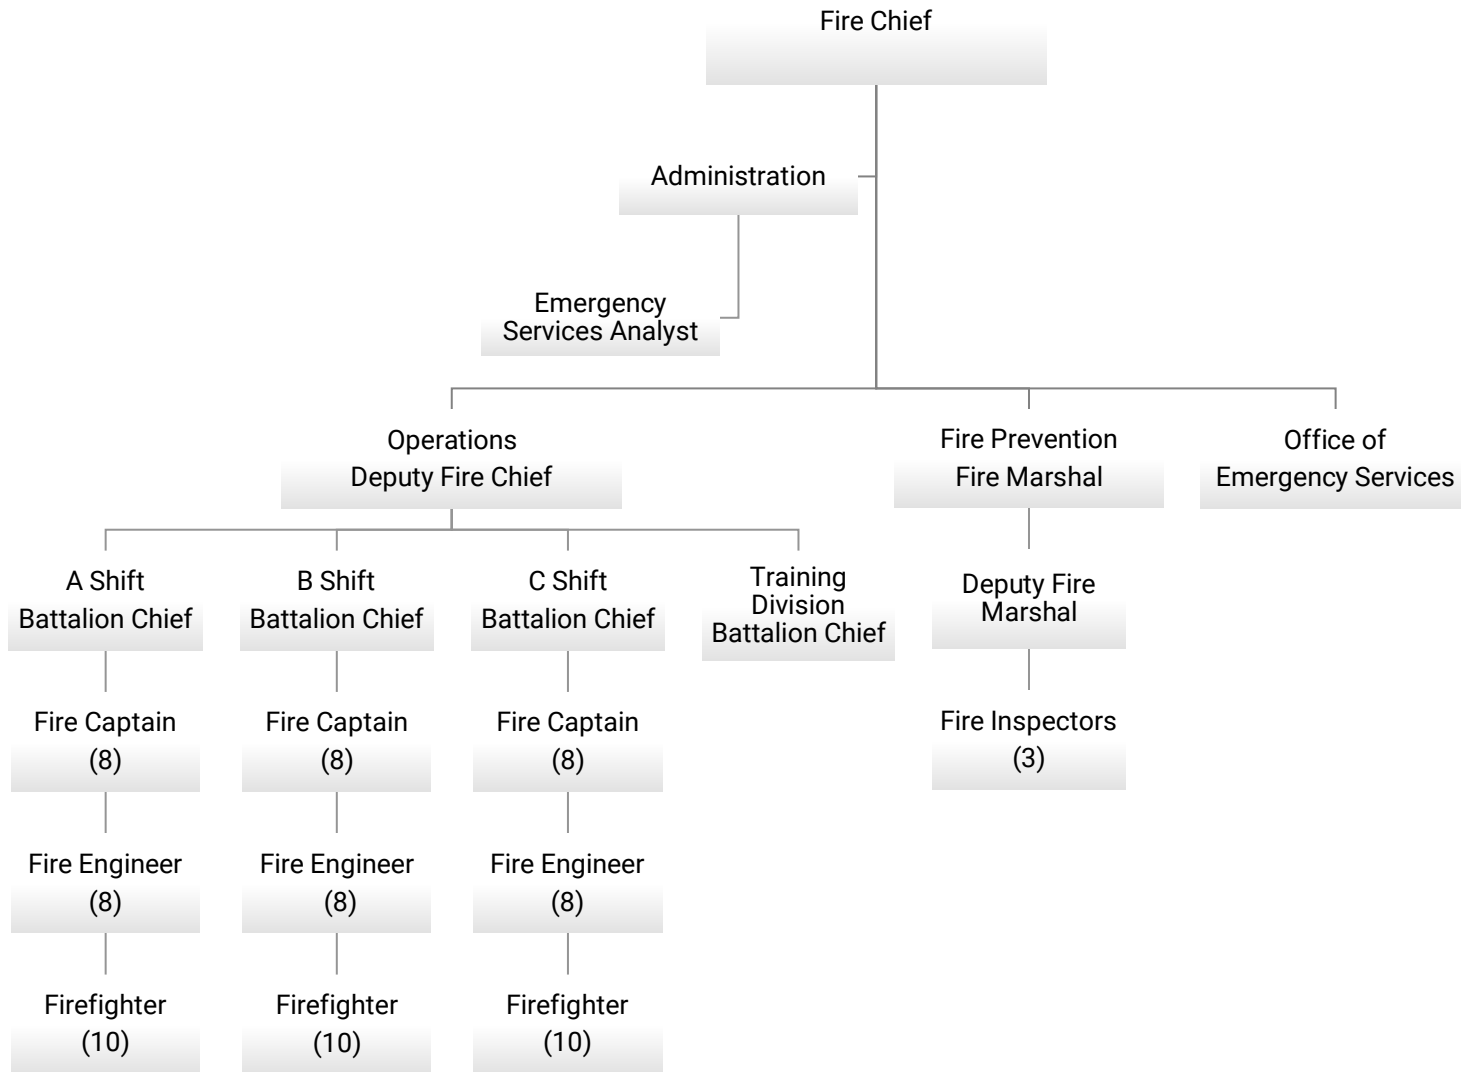 Fire Chief
Administration
Emergency
Services Analyst
Operations
Deputy Fire Chief
Fire Prevention
Fire Marshal
Office of
Emergency Services
A Shift
Battalion Chief
B Shift
Battalion Chief
C Shift
Battalion Chief
Training
Division
Battalion Chief
Deputy Fire
Marshal
Fire Captain
(8)
Fire Captain
(8)
Fire Captain
(8)
Fire Inspectors
(3)
Fire Engineer
(8)
Fire Engineer
(8)
Fire Engineer
(8)
Firefighter
(10)
Firefighter
(10)
Firefighter
(10)